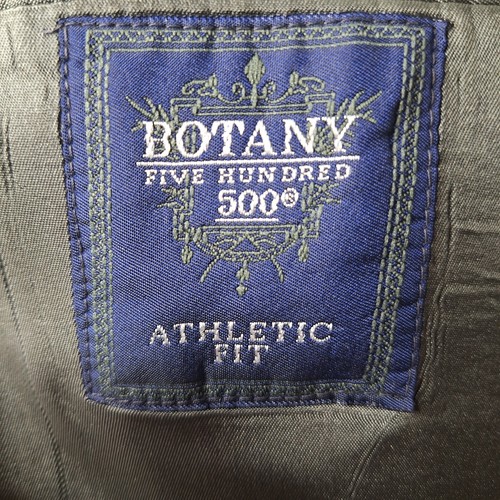 BOTANY
FIVE HUNDRED
500®
ATHLETIC
FIT